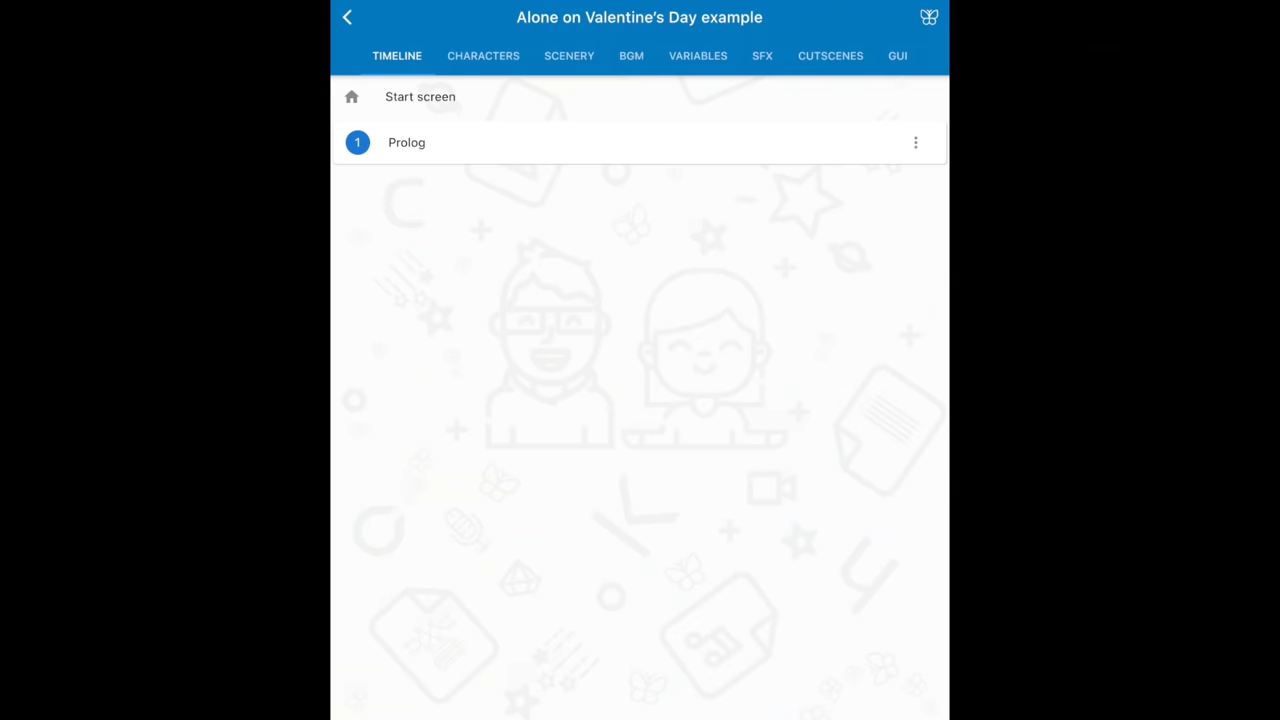 Alone on Valentine’s Day example
TIMELINE CHARACTERS SCENERY BGM VARIABLES SFX CUTSCENES GUI
Start screen
1 Prolog